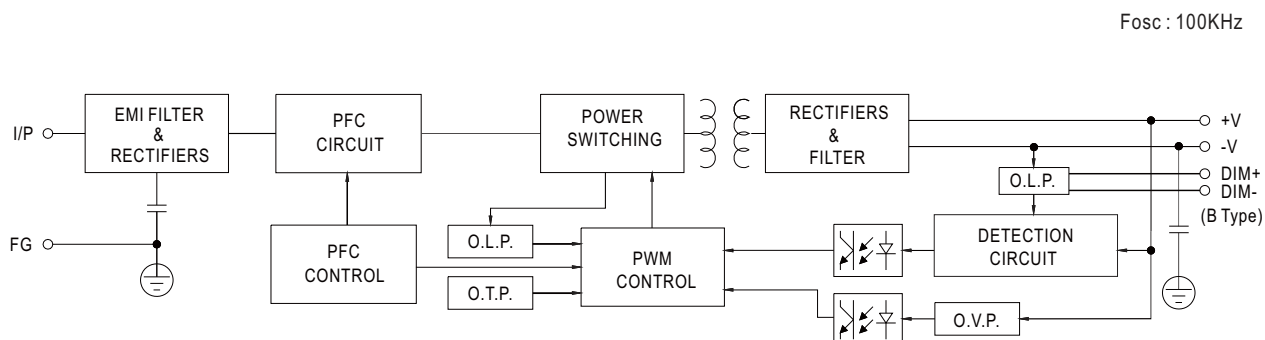 Fosc : 100KHz
I/P
EMI FILTER
&
RECTIFIERS
PFC
CIRCUIT
POWER
SWITCHING
RECTIFIERS
&
FILTER
+V
-V
DIM+
DIM-
(B Type)
O.L.P.
FG
PFC
CONTROL
O.L.P.
O.T.P.
PWM
CONTROL
DETECTION
CIRCUIT
O.V.P.